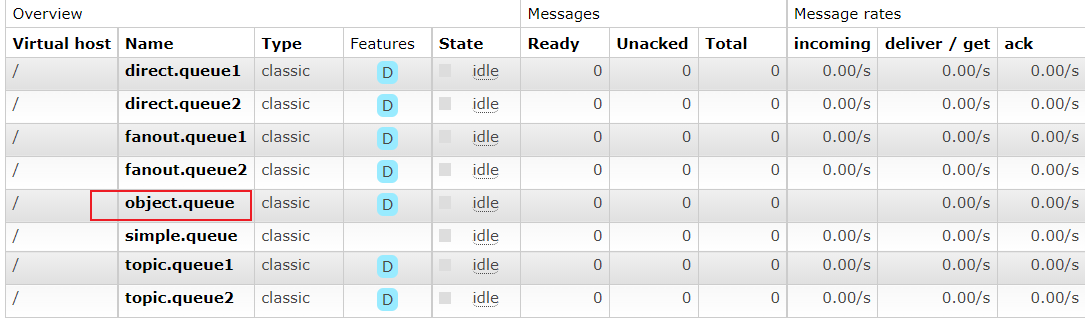 Overview Messages Message rates
Virtual host Name Type Features State Ready Unacked Total incoming deliver / get ack
/ direct.queue1 classic D idle 0 0 0 0.00/s 0.00/s 0.00/s
/ direct.queue2 classic D idle 0 0 0 0.00/s 0.00/s 0.00/s
/ fanout.queue1 classic D idle 0 0 0 0.00/s 0.00/s 0.00/s
/ fanout.queue2 classic D idle 0 0 0 0.00/s 0.00/s 0.00/s
/ object.queue classic D idle 0 0 0 0.00/s 0.00/s
/ simple.queue classic idle 0 0 0 0.00/s 0.00/s 0.00/s
/ topic.queue1 classic D idle 0 0 0 0.00/s 0.00/s 0.00/s
/ topic.queue2 classic D idle 0 0 0 0.00/s 0.00/s 0.00/s